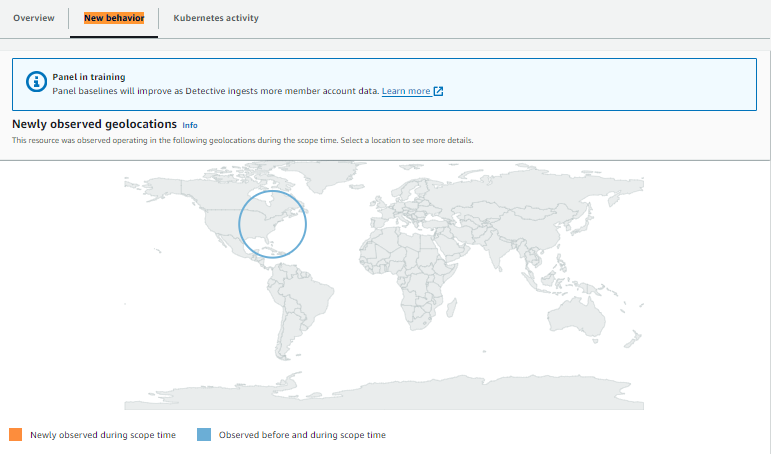 Overview New behavior Kubernetes activity
Panel in training
Panel baselines will improve as Detective ingests more member account data. Learn more
Newly observed geolocations Info
This resource was observed operating in the following geolocations during the scope time. Select a location to see more details.
Newly observed during scope time Observed before and during scope time